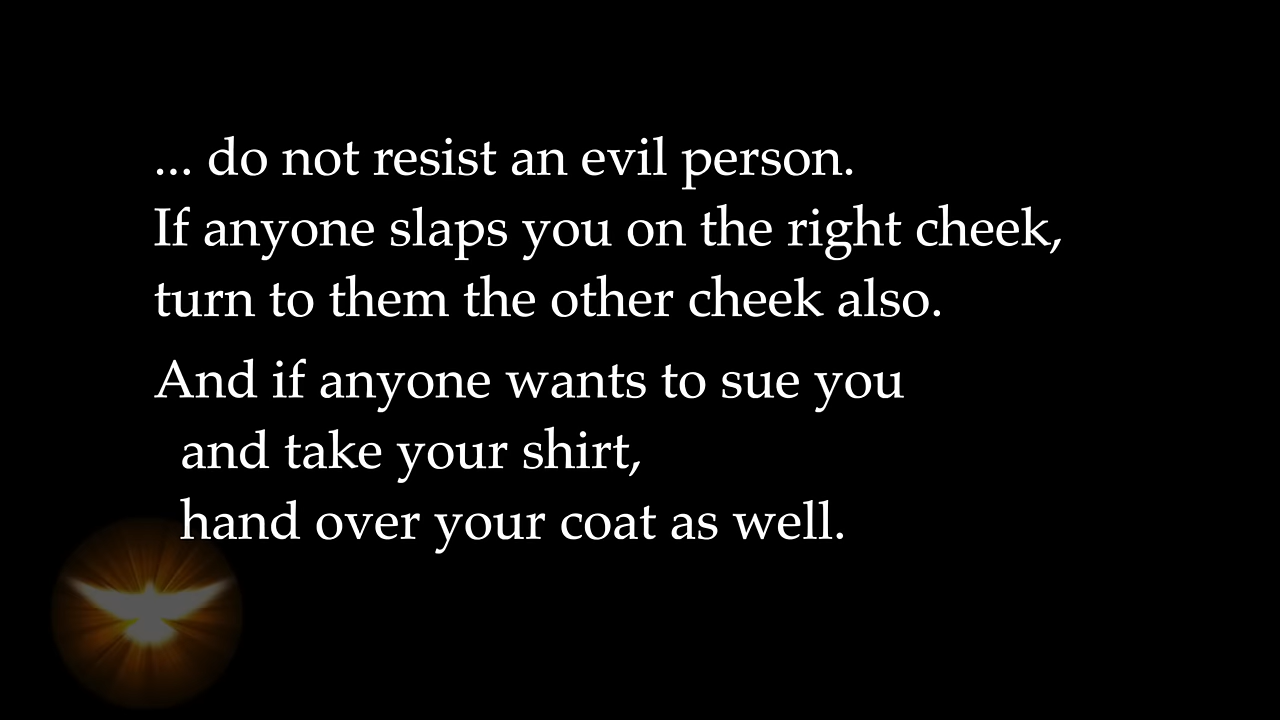 ... do not resist an evil person.
If anyone slaps you on the right cheek,
turn to them the other cheek also.
And if anyone wants to sue you
and take your shirt,
hand over your coat as well.